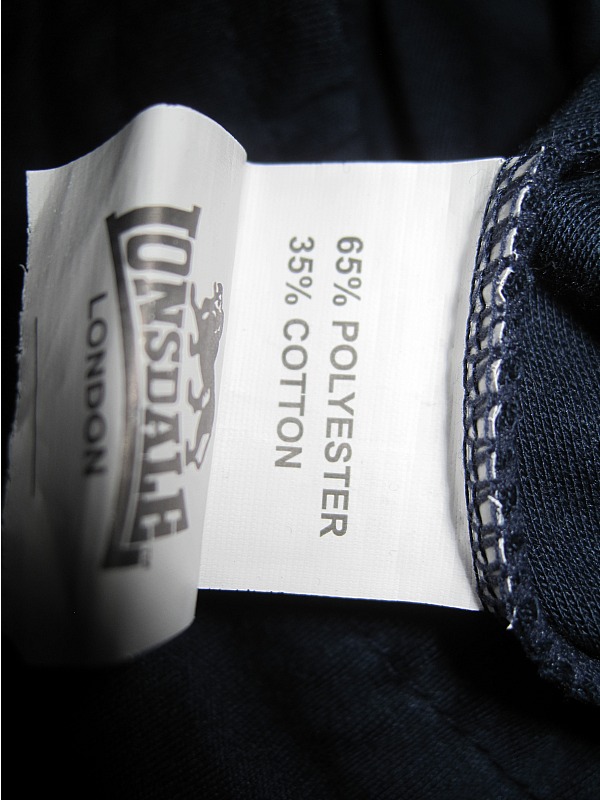 65% POLYESTER
35% COTTON
LONSDALE
LONDON